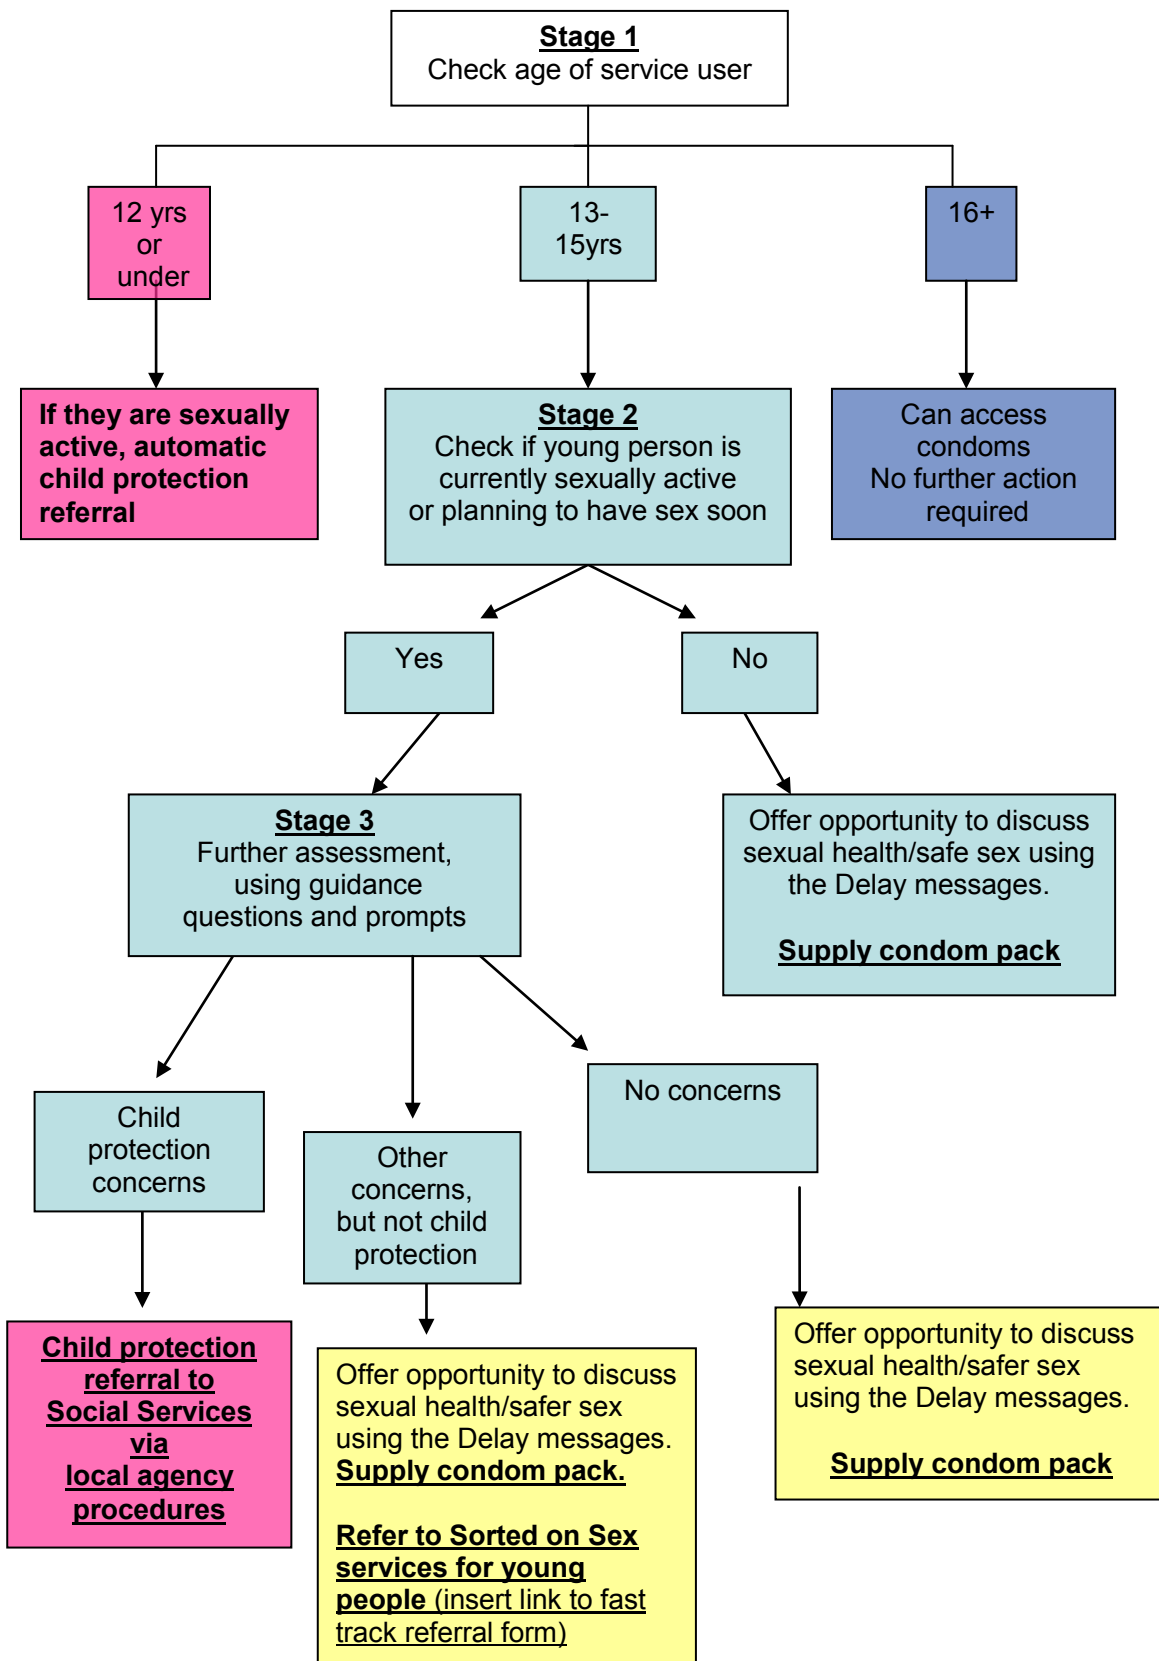 Stage 1
Check age of service user
12 yrs
or
under
13-
15yrs
16+
If they are sexually
active, automatic
child protection
referral
Stage 2
Check if young person is
currently sexually active
or planning to have sex soon
Can access
condoms
No further action
required
Yes
No
Stage 3
Further assessment,
using guidance
questions and prompts
Offer opportunity to discuss
sexual health/safe sex using
the Delay messages.
Supply condom pack
Child
protection
concerns
Other
concerns,
but not child
protection
No concerns
Child protection
referral to
Social Services
via
local agency
procedures
Offer opportunity to discuss
sexual health/safer sex
using the Delay messages.
Supply condom pack.
Refer to Sorted on Sex
services for young
people (insert link to fast
track referral form)
Offer opportunity to discuss
sexual health/safer sex
using the Delay messages.
Supply condom pack